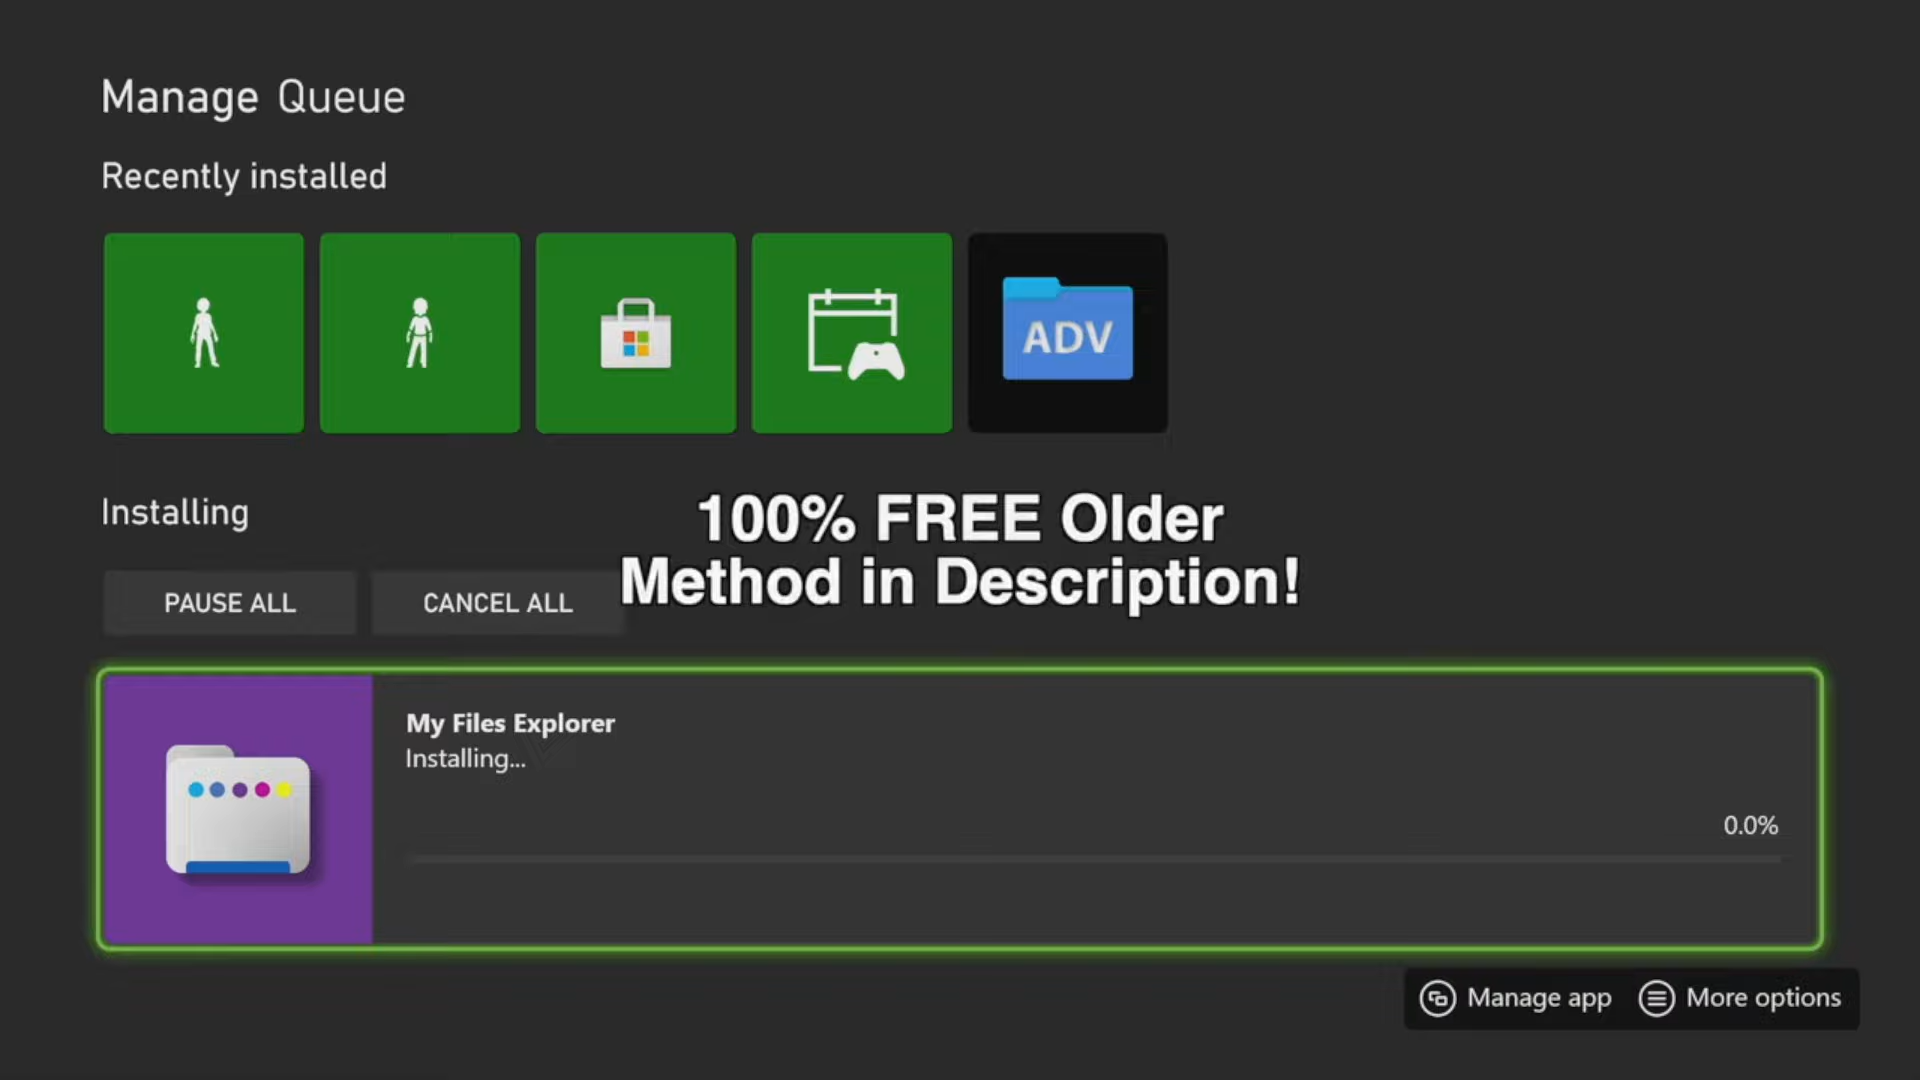 Manage Queue
Recently installed
ADV
Installing
100% FREE Older
Method in Description!
PAUSE ALL
CANCEL ALL
My Files Explorer
Installing...
0.0%
Manage app
More options